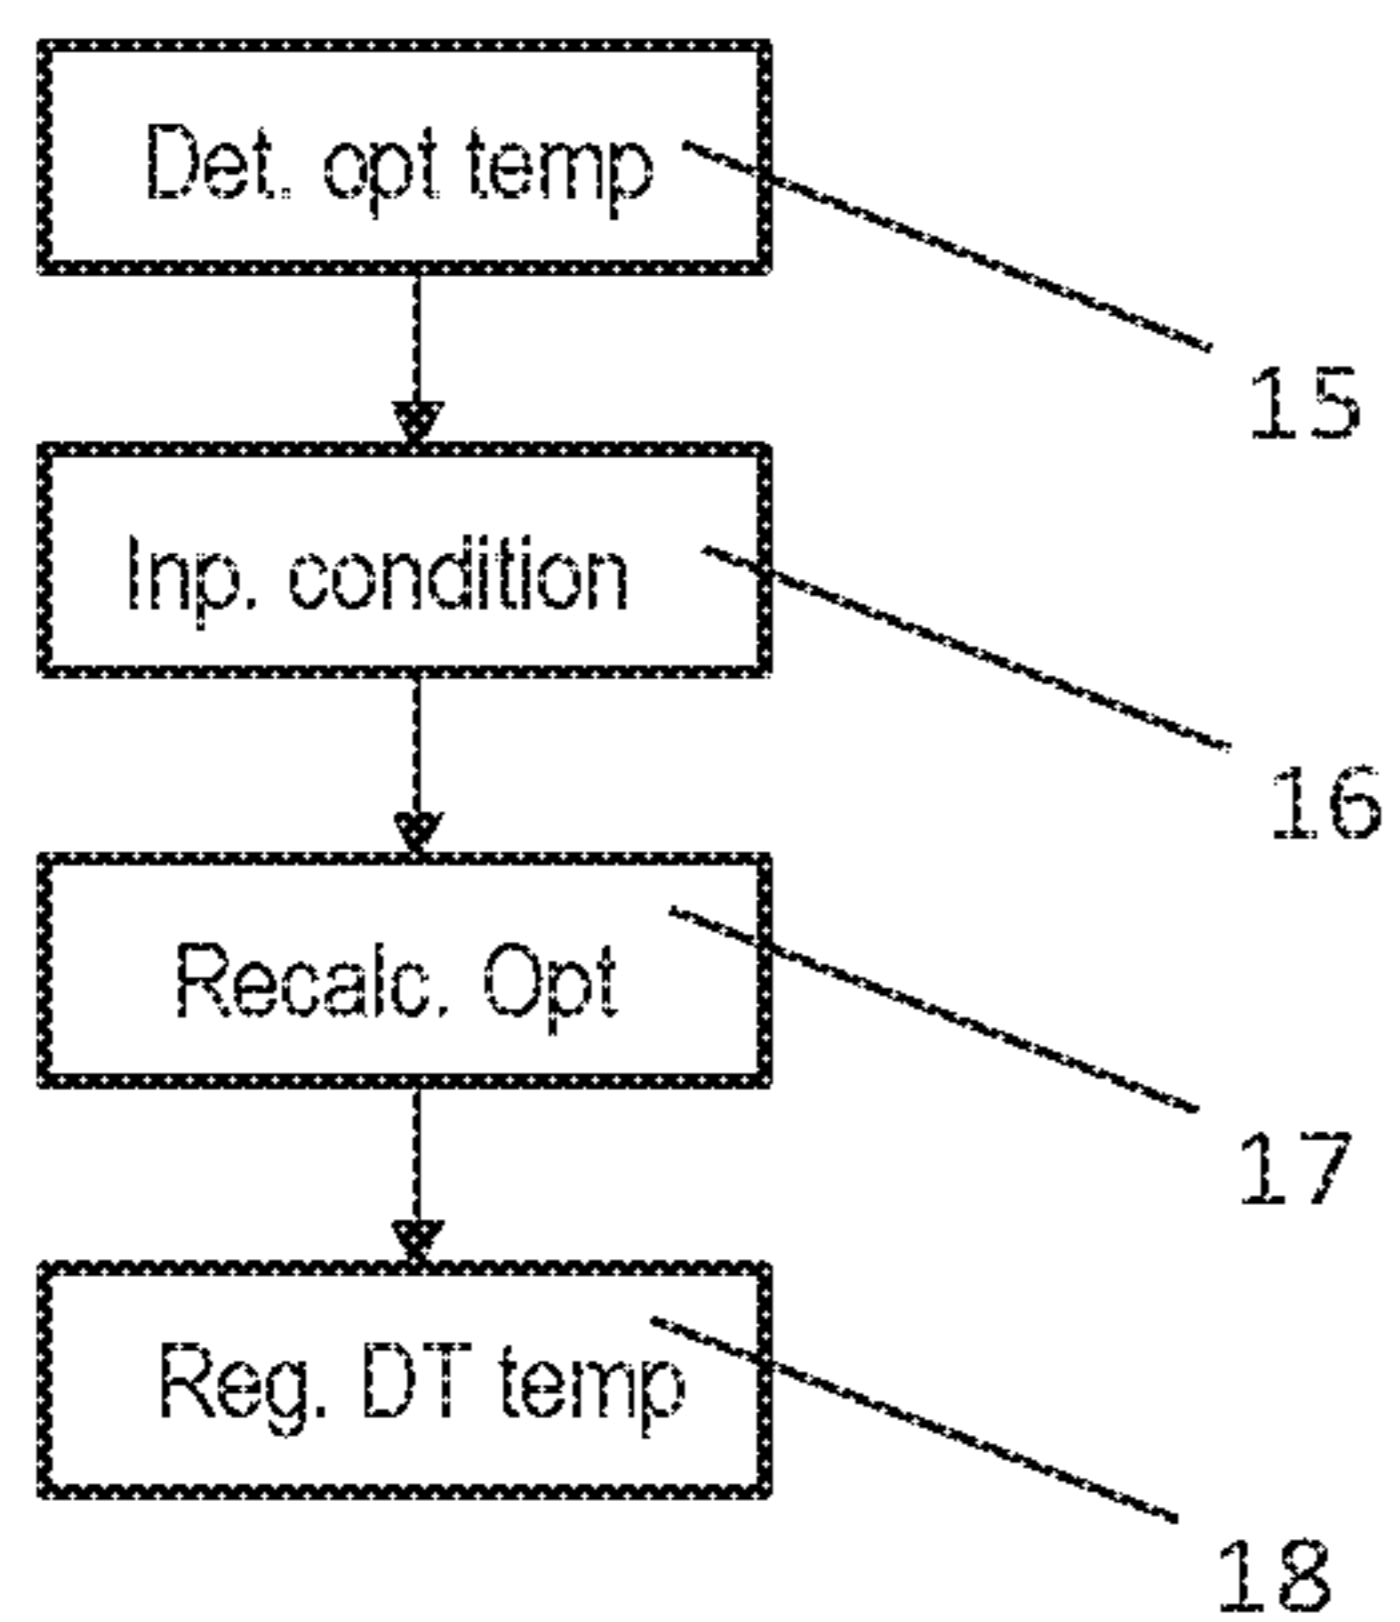 Det. opt temp
15
Inp. condition
16
Recalc. Opt
17
Reg. DT temp
18